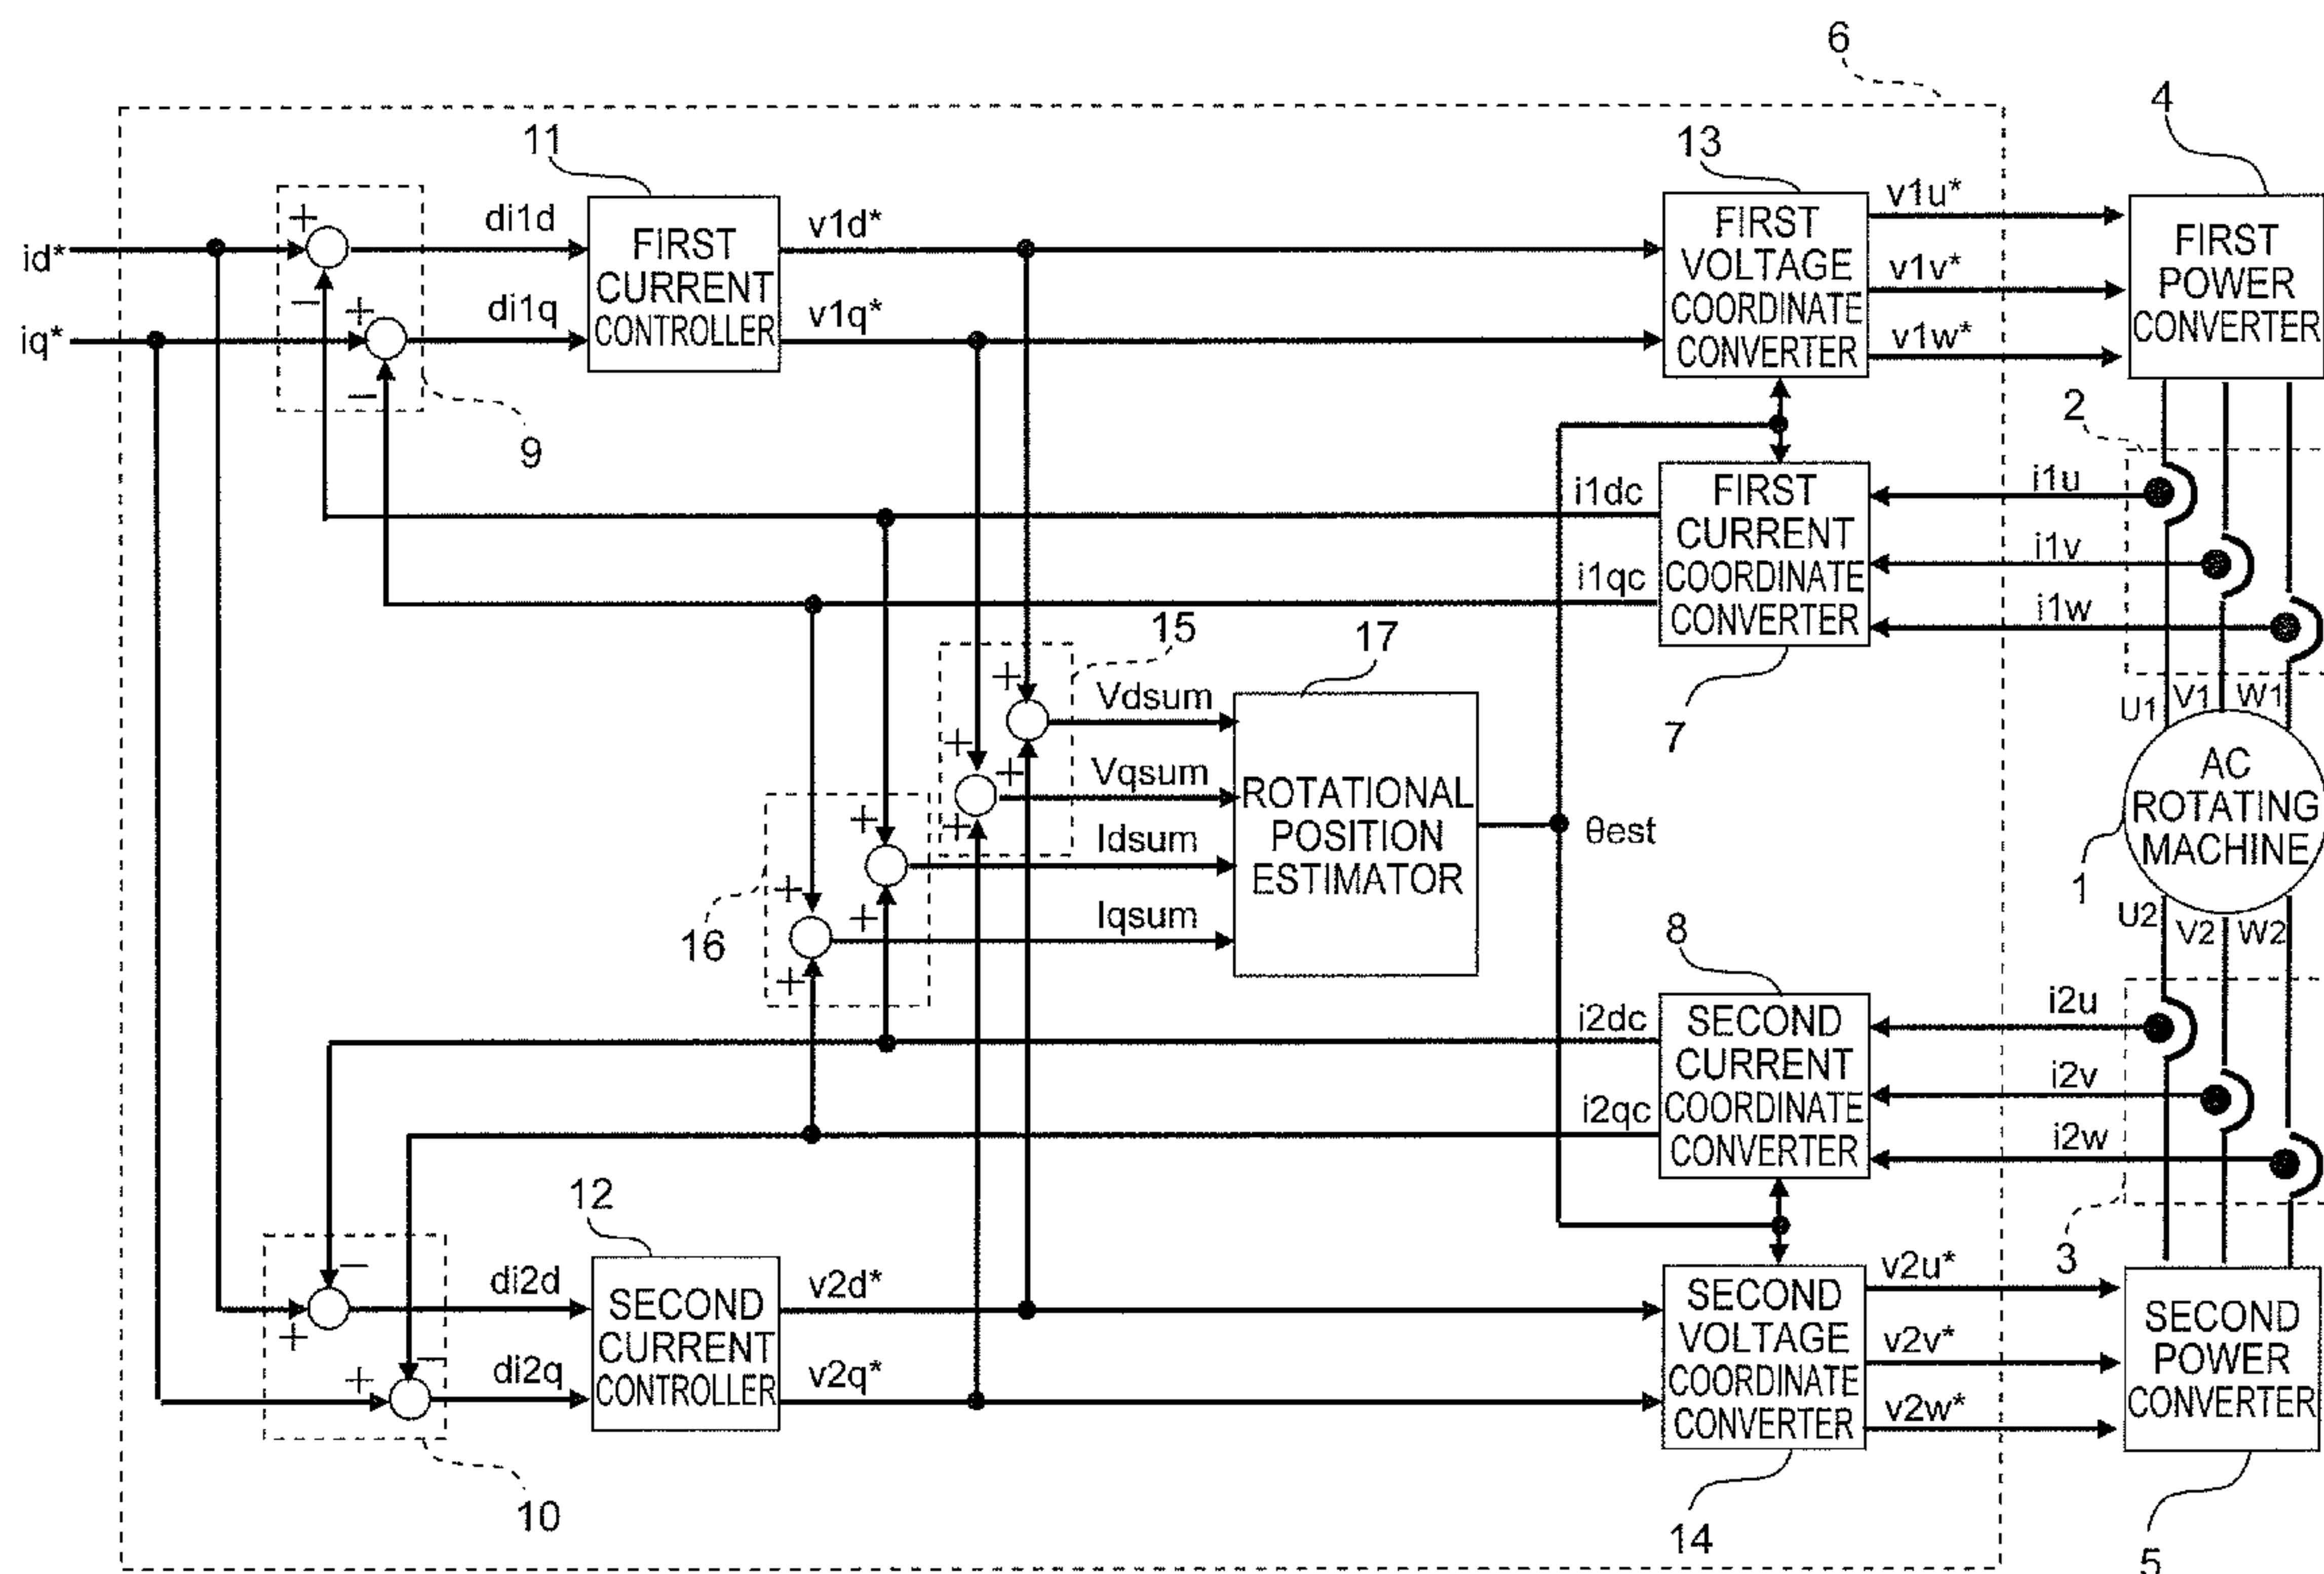 6
4
11
13
id*
+
di1d
FIRST
CURRENT
CONTROLLER
v1d*
FIRST
VOLTAGE
COORDINATE
CONVERTER
v1u*
FIRST
POWER
CONVERTER
−
+
iq*
di1q
v1q*
v1v*
v1w*
−
9
2
i1dc
FIRST
CURRENT
COORDINATE
CONVERTER
i1u
i1qc
i1v
i1w
7
15
17
U1
V1
W1
+
Vdsum
+
+
Vqsum
+
ROTATIONAL
POSITION
ESTIMATOR
θest
AC
ROTATING
MACHINE
1
+
Idsum
+
+
Iqsum
+
16
8
U2
V2
W2
i2dc
SECOND
CURRENT
COORDINATE
CONVERTER
i2u
i2qc
i2v
i2w
3
12
−
+
di2d
SECOND
CURRENT
CONTROLLER
v2d*
SECOND
VOLTAGE
COORDINATE
CONVERTER
v2u*
SECOND
POWER
CONVERTER
−
+
di2q
v2q*
v2v*
v2w*
10
14
5